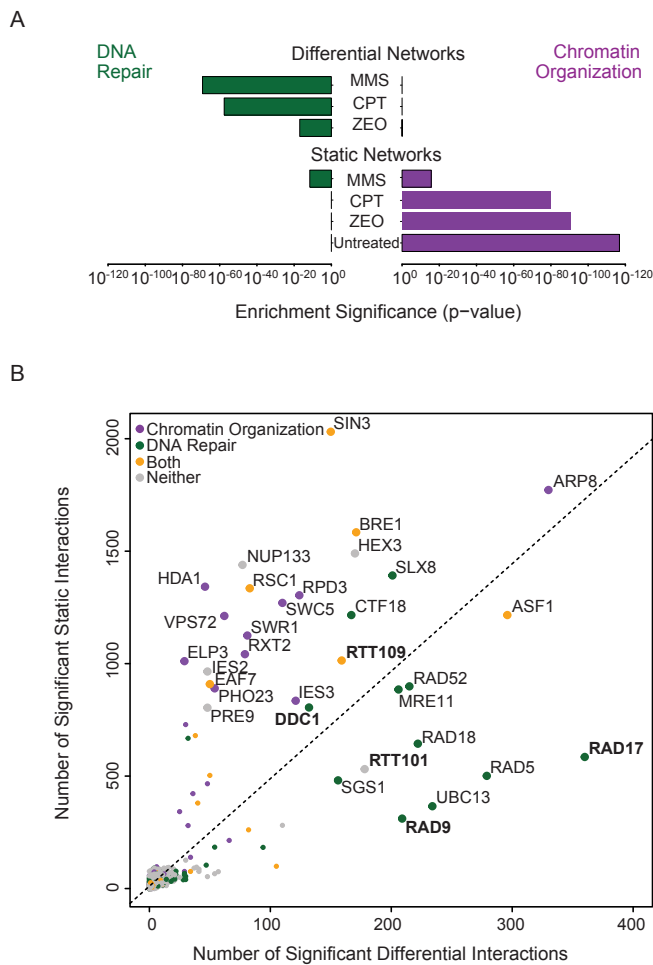 A
DNA
Repair
Differential Networks
Chromatin
Organization
MMS
CPT
ZEO
Static Networks
MMS
CPT
ZEO
Untreated
10^-120 10^-100 10^-80 10^-60 10^-40 10^-20 10^0
10^0 10^-20 10^-40 10^-60 10^-80 10^-100 10^-120
Enrichment Significance (p−value)
B
Number of Significant Static Interactions
2000
1500
1000
500
0
Chromatin Organization
DNA Repair
Both
Neither
SIN3
ARP8
BRE1
HEX3
NUP133
SLX8
HDA1
RSC1
RPD3
SWC5
CTF18
ASF1
VPS72
SWR1
RXT2
RTT109
ELP3
IES2
EAF7
PHO23
RAD52
MRE11
IES3
PRE9
DDC1
RAD18
RAD17
RTT101
RAD5
SGS1
UBC13
RAD9
0 100 200 300 400
Number of Significant Differential Interactions